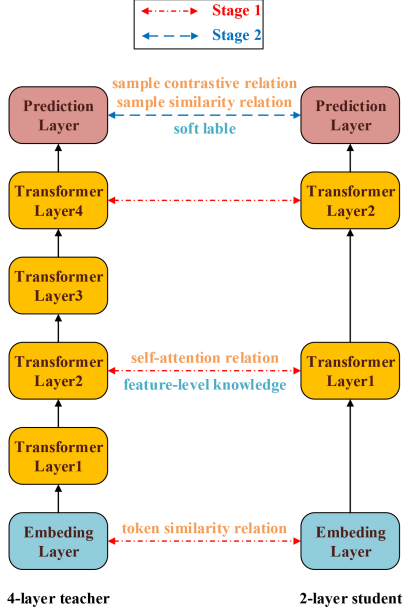 Stage 1
Stage 2
sample contrastive relation
sample similarity relation
soft lable
Prediction
Layer
Prediction
Layer
Transformer
Layer4
Transformer
Layer2
Transformer
Layer3
self-attention relation
feature-level knowledge
Transformer
Layer2
Transformer
Layer1
Transformer
Layer1
token similarity relation
Embeding
Layer
Embeding
Layer
4-layer teacher
2-layer student